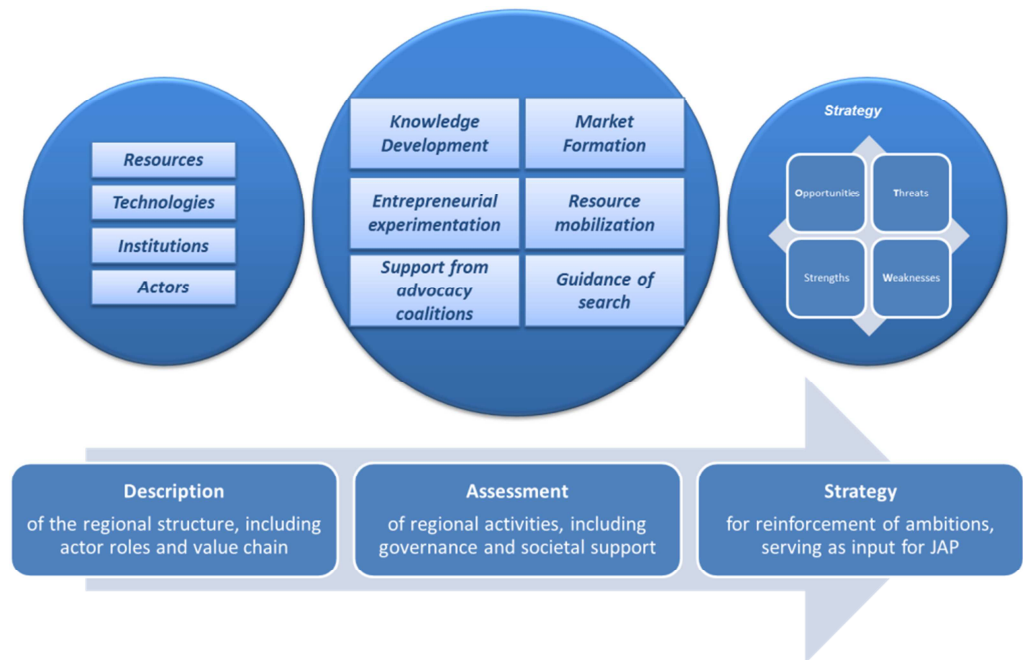 Resources
Technologies
Institutions
Actors
Knowledge
Development
Market
Formation
Entrepreneurial
experimentation
Resource
mobilization
Support from
advocacy
coalitions
Guidance of
search
Strategy
Opportunities
Threats
Strengths
Weaknesses
Description
of the regional structure, including
actor roles and value chain
Assessment
of regional activities, including
governance and societal support
Strategy
for reinforcement of ambitions,
serving as input for JAP